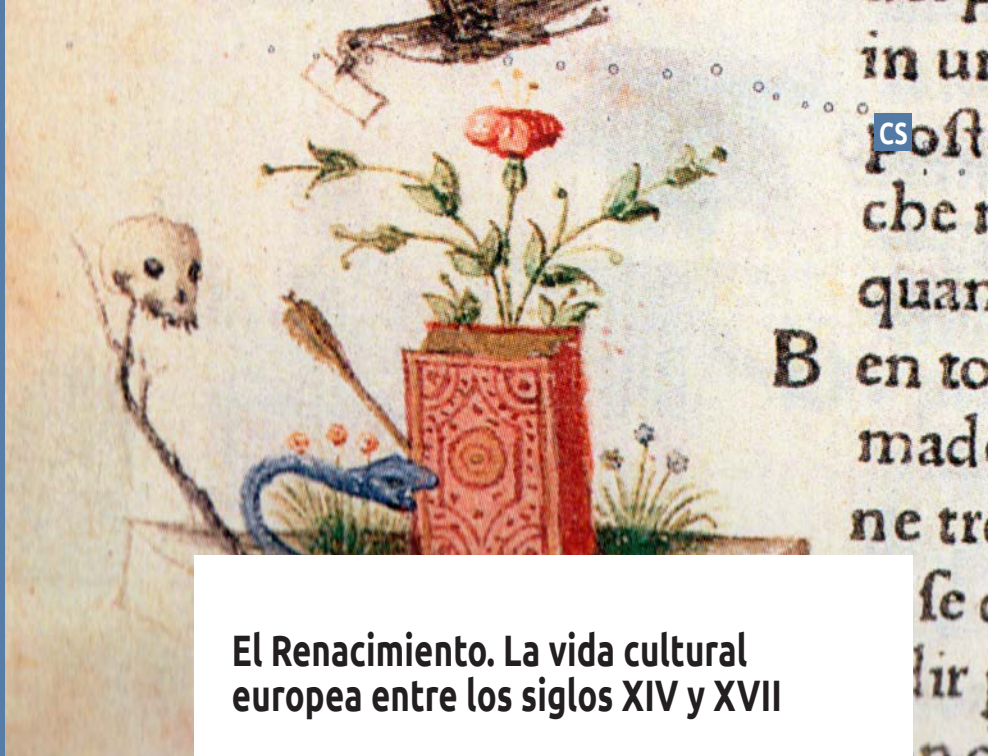 in un
CS
poſt
che
quan
B en to
mad
ne tr
ſe
dir
El Renacimiento. La vida cultural
europea entre los siglos XIV y XVII